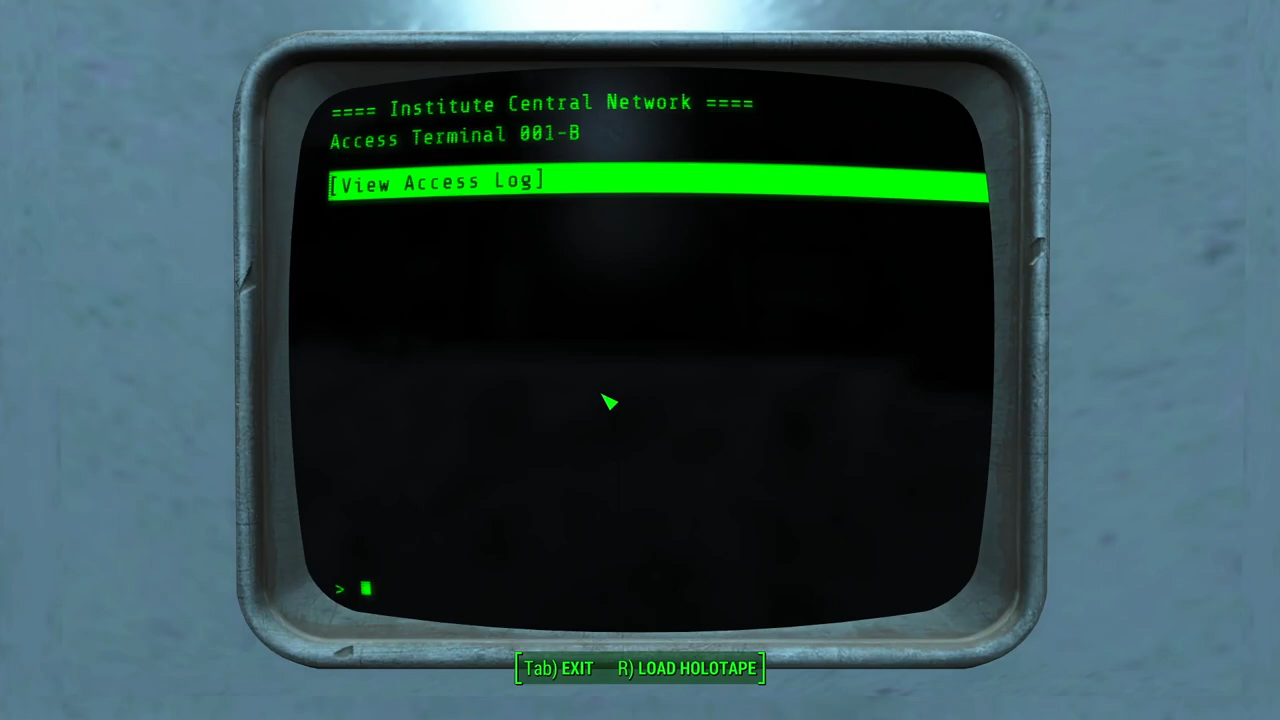 ==== Institute Central Network ====
Access Terminal 001-B
[View Access Log]
>
[Tab) EXIT R) LOAD HOLOTAPE]